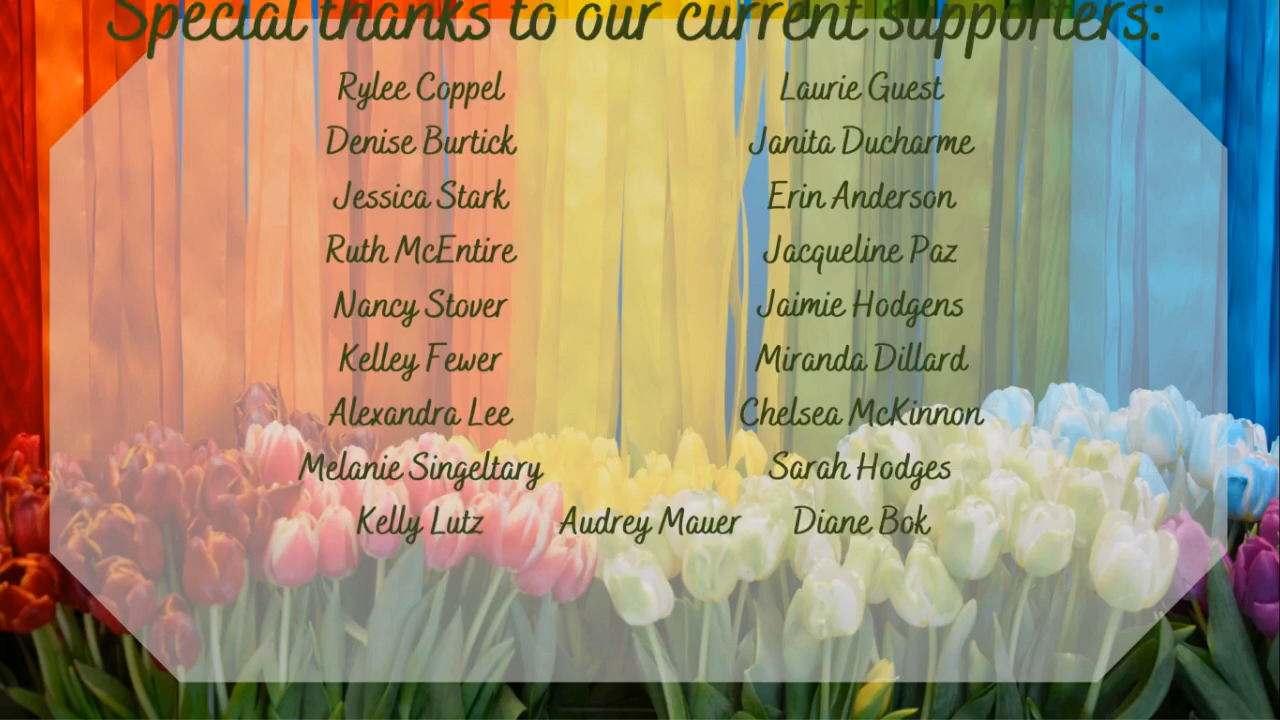 Special thanks to our current supporters:
Rylee Coppel
Denise Burtick
Jessica Stark
Ruth McEntire
Nancy Stover
Kelley Fewer
Alexandra Lee
Melanie Singeltary
Laurie Guest
Janita Ducharme
Erin Anderson
Jacqueline Paz
Jaimie Hodgens
Miranda Dillard
Chelsea McKinnon
Sarah Hodges
Kelly Lutz Audrey Mauer Diane Bok